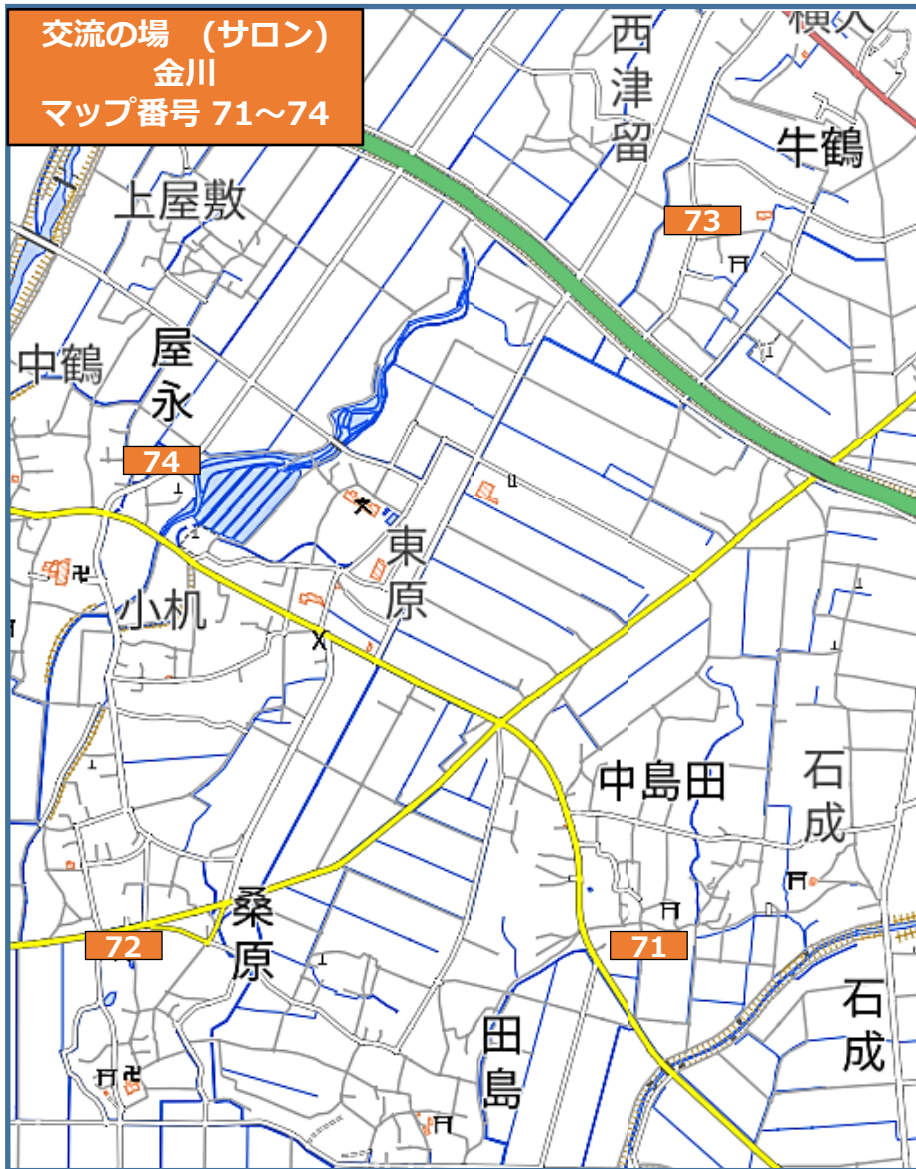 交流の場　(サロン)
金川
マップ番号 71～74
西津留
牛鶴
上屋敷
73
屋永
中鶴
74
東原
小机
中島田
石成
桑原
72
71
石成
田島